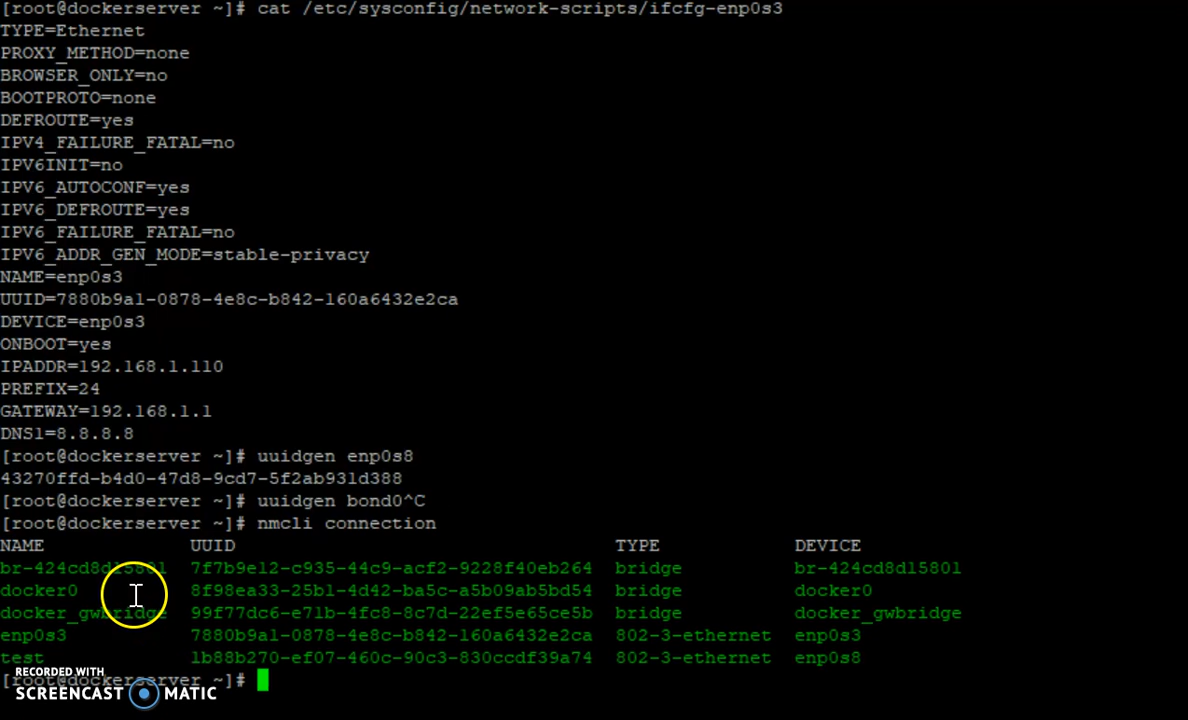 [root@dockerserver ~]# cat /etc/sysconfig/network-scripts/ifcfg-enp0s3
TYPE=Ethernet
PROXY_METHOD=none
BROWSER_ONLY=no
BOOTPROTO=none
DEFROUTE=yes
IPV4_FAILURE_FATAL=no
IPV6INIT=no
IPV6_AUTOCONF=yes
IPV6_DEFROUTE=yes
IPV6_FAILURE_FATAL=no
IPV6_ADDR_GEN_MODE=stable-privacy
NAME=enp0s3
UUID=7880b9a1-0878-4e8c-b842-160a6432e2ca
DEVICE=enp0s3
ONBOOT=yes
IPADDR=192.168.1.110
PREFIX=24
GATEWAY=192.168.1.1
DNS1=8.8.8.8
[root@dockerserver ~]# uuidgen enp0s8
43270ffd-b4d0-47d8-9cd7-5f2ab931d388
[root@dockerserver ~]# uuidgen bond0^C
[root@dockerserver ~]# nmcli connection
NAME UUID TYPE DEVICE
br-424cd8d15801 7f7b9e12-c935-44c9-acf2-9228f40eb264 bridge br-424cd8d15801
docker0 8f98ea33-25b1-4d42-ba5c-a5b09ab5bd54 bridge docker0
docker_gwbridge 99f77dc6-e71b-4fc8-8c7d-22ef5e65ce5b bridge docker_gwbridge
enp0s3 7880b9a1-0878-4e8c-b842-160a6432e2ca 802-3-ethernet enp0s3
test 1b88b270-ef07-460c-90c3-830ccdf39a74 802-3-ethernet enp0s8
[root@dockerserver ~]#
RECORDED WITH
SCREENCAST MATIC